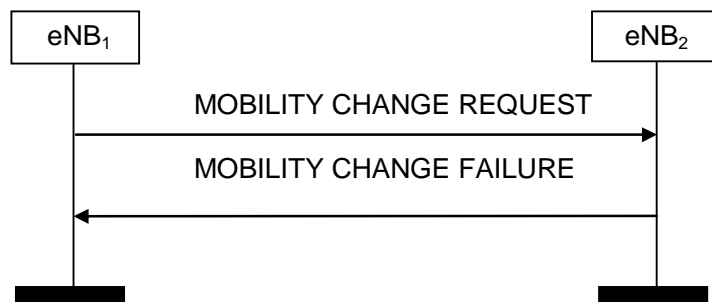 eNB₁
eNB₂
MOBILITY CHANGE REQUEST
MOBILITY CHANGE FAILURE